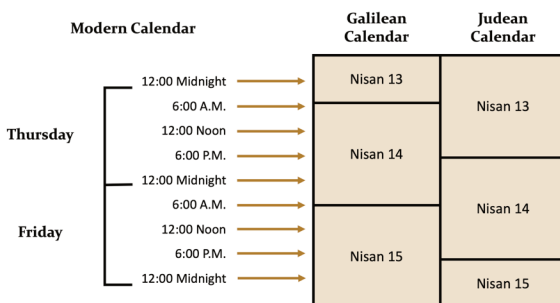 Modern Calendar
Galilean
Calendar
Judean
Calendar
Thursday
Friday
12:00 Midnight
6:00 A.M.
12:00 Noon
6:00 P.M.
12:00 Midnight
6:00 A.M.
12:00 Noon
6:00 P.M.
12:00 Midnight
Nisan 13
Nisan 14
Nisan 15
Nisan 13
Nisan 14
Nisan 15